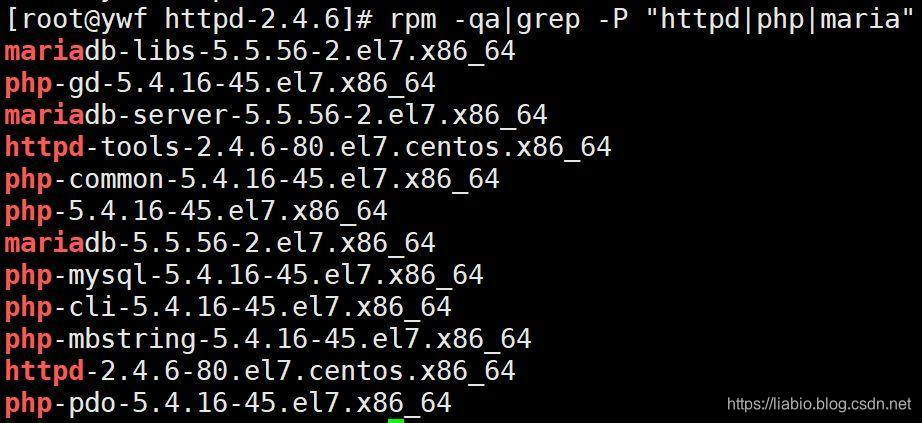 [root@ywf httpd-2.4.6]# rpm -qa|grep -P "httpd|php|maria"
mariadb-libs-5.5.56-2.el7.x86_64
php-gd-5.4.16-45.el7.x86_64
mariadb-server-5.5.56-2.el7.x86_64
httpd-tools-2.4.6-80.el7.centos.x86_64
php-common-5.4.16-45.el7.x86_64
php-5.4.16-45.el7.x86_64
mariadb-5.5.56-2.el7.x86_64
php-mysql-5.4.16-45.el7.x86_64
php-cli-5.4.16-45.el7.x86_64
php-mbstring-5.4.16-45.el7.x86_64
httpd-2.4.6-80.el7.centos.x86_64
php-pdo-5.4.16-45.el7.x86_64
https://liabio.blog.csdn.net